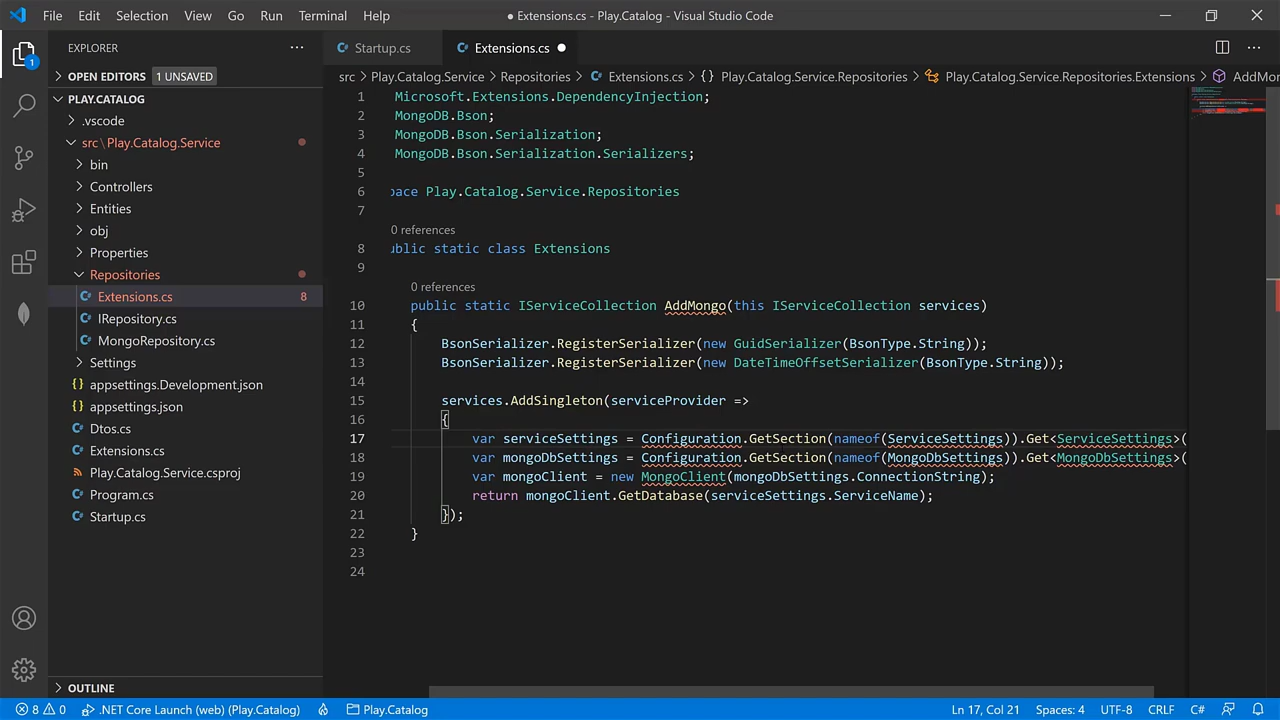 File Edit Selection View Go Run Terminal Help ● Extensions.cs - Play.Catalog - Visual Studio Code
EXPLORER ···
Startup.cs Extensions.cs ●
OPEN EDITORS 1 UNSAVED
PLAY.CATALOG
.vscode
src\Play.Catalog.Service
bin
Controllers
Entities
obj
Properties
Repositories
Extensions.cs 8
IRepository.cs
MongoRepository.cs
Settings
{} appsettings.Development.json
{} appsettings.json
Dtos.cs
Extensions.cs
Play.Catalog.Service.csproj
Program.cs
Startup.cs
OUTLINE
1
src > Play.Catalog.Service > Repositories > Extensions.cs > {} Play.Catalog.Service.Repositories > Play.Catalog.Service.Repositories.Extensions > AddMon
1 Microsoft.Extensions.DependencyInjection;
2 MongoDB.Bson;
3 MongoDB.Bson.Serialization;
4 MongoDB.Bson.Serialization.Serializers;
5
6 pace Play.Catalog.Service.Repositories
7
0 references
8 ublic static class Extensions
9
0 references
10 public static IServiceCollection AddMongo(this IServiceCollection services)
11 {
12 BsonSerializer.RegisterSerializer(new GuidSerializer(BsonType.String));
13 BsonSerializer.RegisterSerializer(new DateTimeOffsetSerializer(BsonType.String));
14
15 services.AddSingleton(serviceProvider =>
16 {
17 var serviceSettings = Configuration.GetSection(nameof(ServiceSettings)).Get<ServiceSettings>(
18 var mongoDbSettings = Configuration.GetSection(nameof(MongoDbSettings)).Get<MongoDbSettings>(
19 var mongoClient = new MongoClient(mongoDbSettings.ConnectionString);
20 return mongoClient.GetDatabase(serviceSettings.ServiceName);
21 });
22 }
23
24
8 0 .NET Core Launch (web) (Play.Catalog) Play.Catalog Ln 17, Col 21 Spaces: 4 UTF-8 CRLF C#